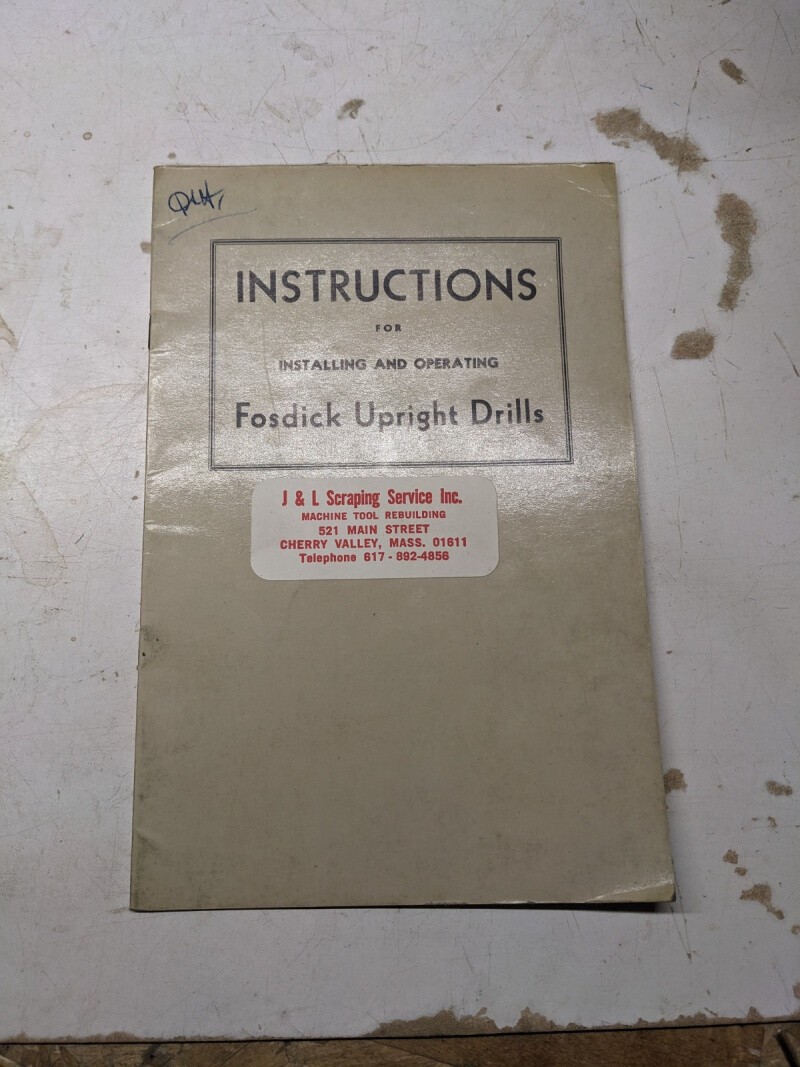 INSTRUCTIONS
FOR
INSTALLING AND OPERATING
Fosdick Upright Drills
J & L Scraping Service Inc.
MACHINE TOOL REBUILDING
521 MAIN STREET
CHERRY VALLEY, MASS. 01611
Telephone 617-892-4856